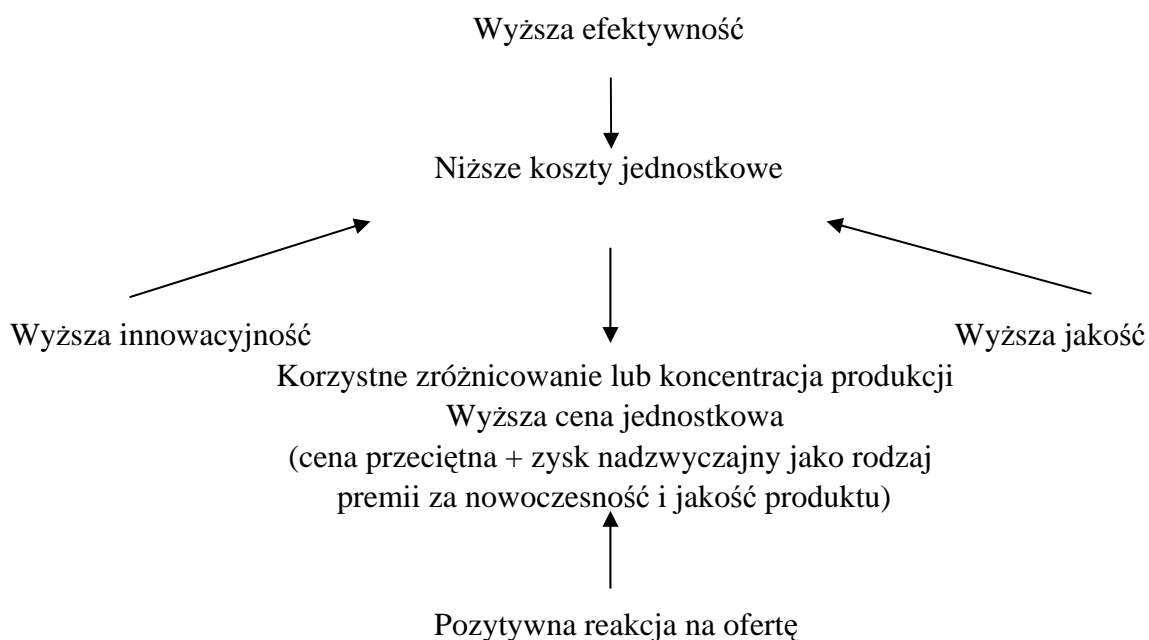 Wyższa efektywność
Niższe koszty jednostkowe
Wyższa innowacyjność
Wyższa jakość
Korzystne zróżnicowanie lub koncentracja produkcji
Wyższa cena jednostkowa
(cena przeciętna + zysk nadzwyczajny jako rodzaj
premii za nowoczesność i jakość produktu)
Pozytywna reakcja na ofertę